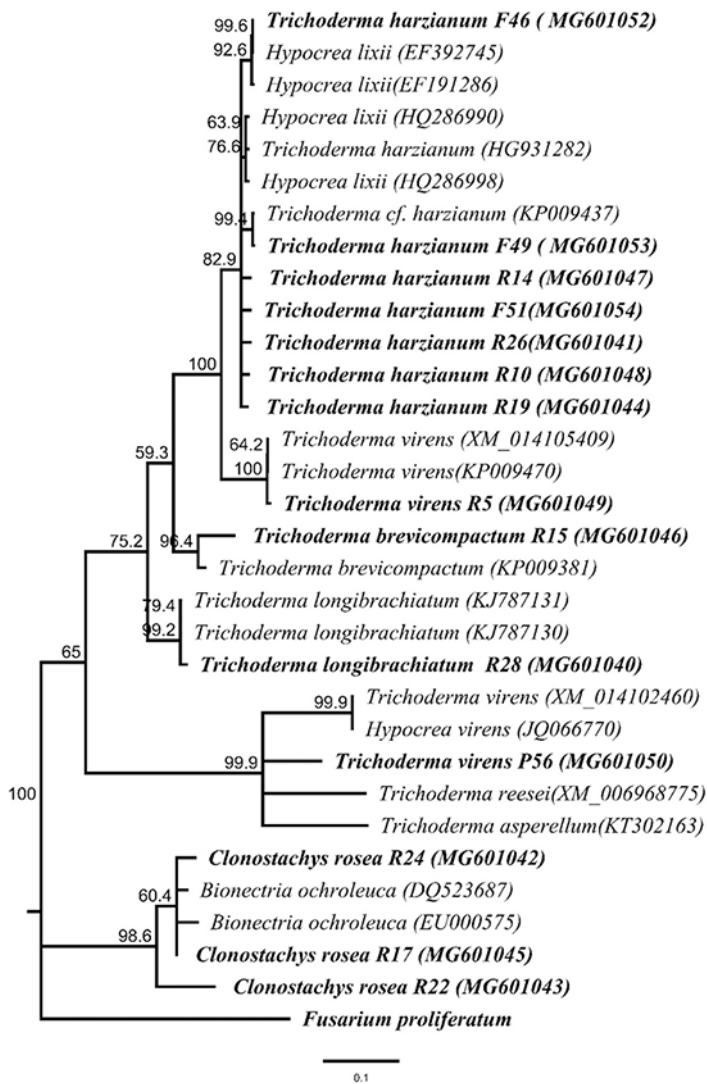 99.6
Trichoderma harzianum F46 ( MG601052)
92.6
Hypocrea lixii (EF392745)
Hypocrea lixii(EF191286)
Hypocrea lixii (HQ286990)
63.9
76.6
Trichoderma harzianum (HG931282)
Hypocrea lixii (HQ286998)
Trichoderma cf. harzianum (KP009437)
99.4
Trichoderma harzianum F49 ( MG601053)
82.9
Trichoderma harzianum R14 (MG601047)
Trichoderma harzianum F51(MG601054)
Trichoderma harzianum R26(MG601041)
100
Trichoderma harzianum R10 (MG601048)
Trichoderma harzianum R19 (MG601044)
64.2
Trichoderma virens (XM_014105409)
59.3
100
Trichoderma virens(KP009470)
Trichoderma virens R5 (MG601049)
75.2
96.4
Trichoderma brevicompactum R15 (MG601046)
Trichoderma brevicompactum (KP009381)
79.4
Trichoderma longibrachiatum (KJ787131)
99.2
Trichoderma longibrachiatum (KJ787130)
65
Trichoderma longibrachiatum R28 (MG601040)
99.9
Trichoderma virens (XM_014102460)
Hypocrea virens (JQ066770)
99.9
Trichoderma virens P56 (MG601050)
100
Trichoderma reesei(XM_006968775)
Trichoderma asperellum(KT302163)
Clonostachys rosea R24 (MG601042)
60.4
Bionectria ochroleuca (DQ523687)
Bionectria ochroleuca (EU000575)
98.6
Clonostachys rosea R17 (MG601045)
Clonostachys rosea R22 (MG601043)
Fusarium proliferatum
0.1